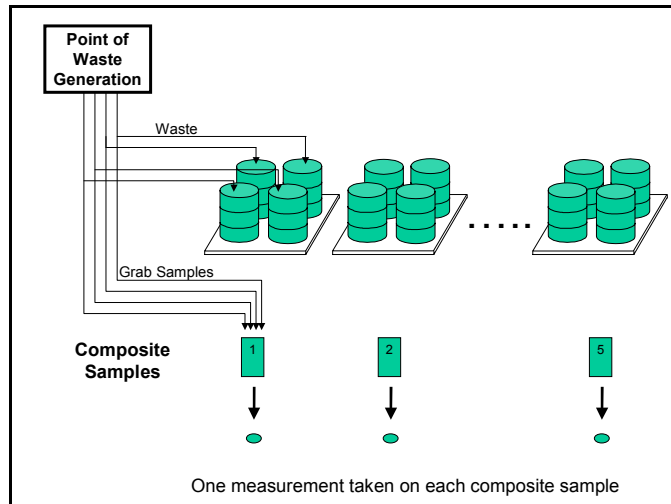 Point of
Waste
Generation
Waste
. . . . .
Grab Samples
Composite
Samples
1
2
5
One measurement taken on each composite sample